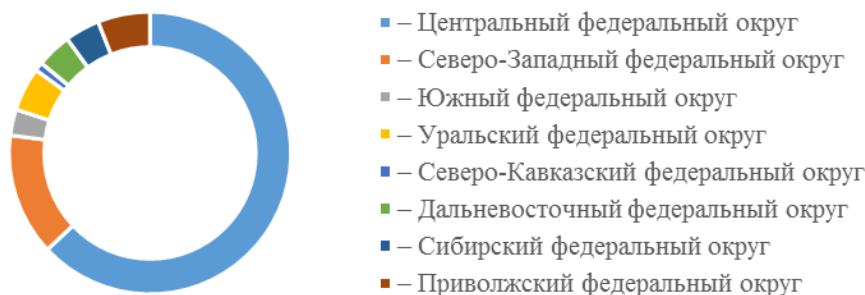 – Центральный федеральный округ
– Северо-Западный федеральный округ
– Южный федеральный округ
– Уральский федеральный округ
– Северо-Кавказский федеральный округ
– Дальневосточный федеральный округ
– Сибирский федеральный округ
– Приволжский федеральный округ